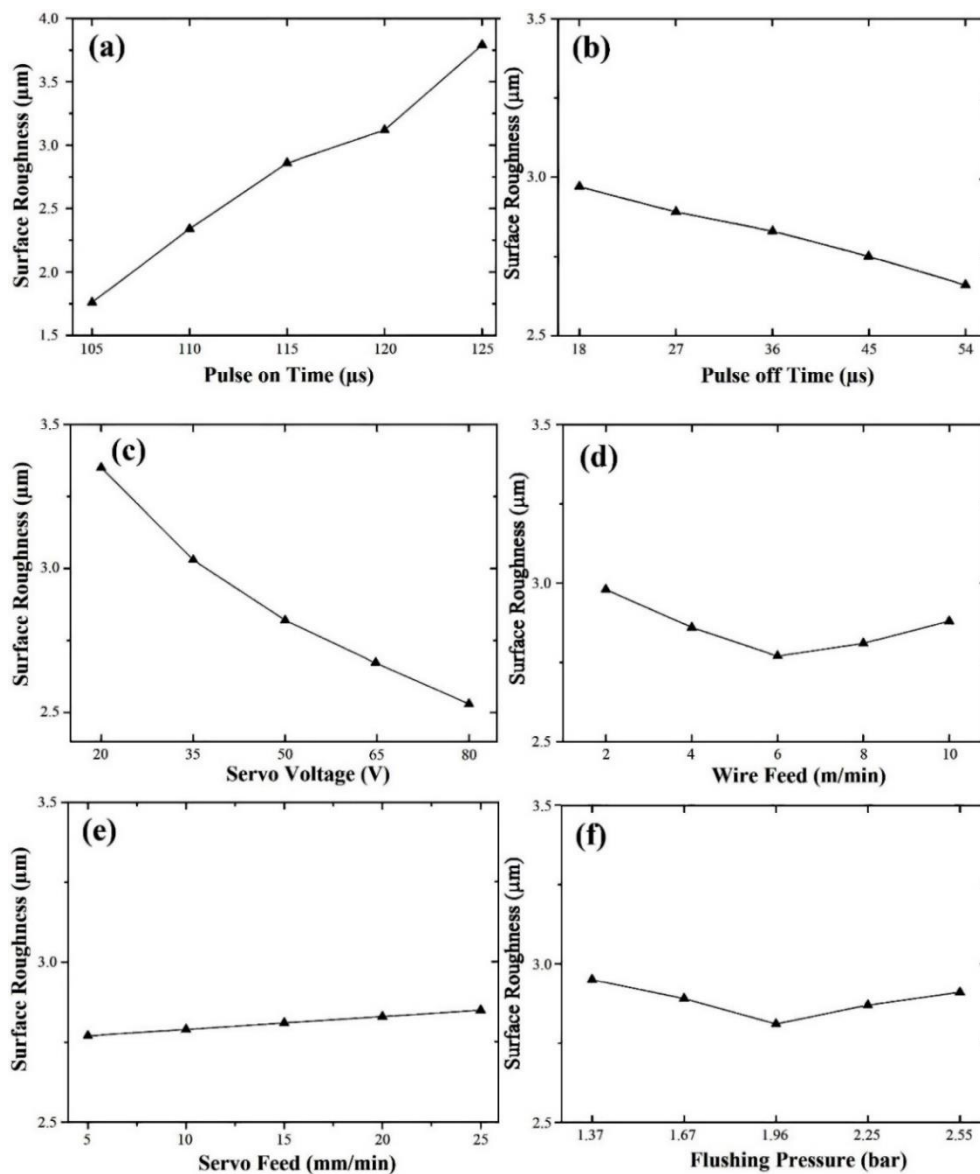 (a)
Surface Roughness (μm)
4.0
3.5
3.0
2.5
2.0
1.5
105 110 115 120 125
Pulse on Time (μs)
(b)
Surface Roughness (μm)
3.5
3.0
2.5
18 27 36 45 54
Pulse off Time (μs)
(c)
Surface Roughness (μm)
3.5
3.0
2.5
20 35 50 65 80
Servo Voltage (V)
(d)
Surface Roughness (μm)
3.5
3.0
2.5
2 4 6 8 10
Wire Feed (m/min)
(e)
Surface Roughness (μm)
3.5
3.0
2.5
5 10 15 20 25
Servo Feed (mm/min)
(f)
Surface Roughness (μm)
3.5
3.0
2.5
1.37 1.67 1.96 2.25 2.55
Flushing Pressure (bar)